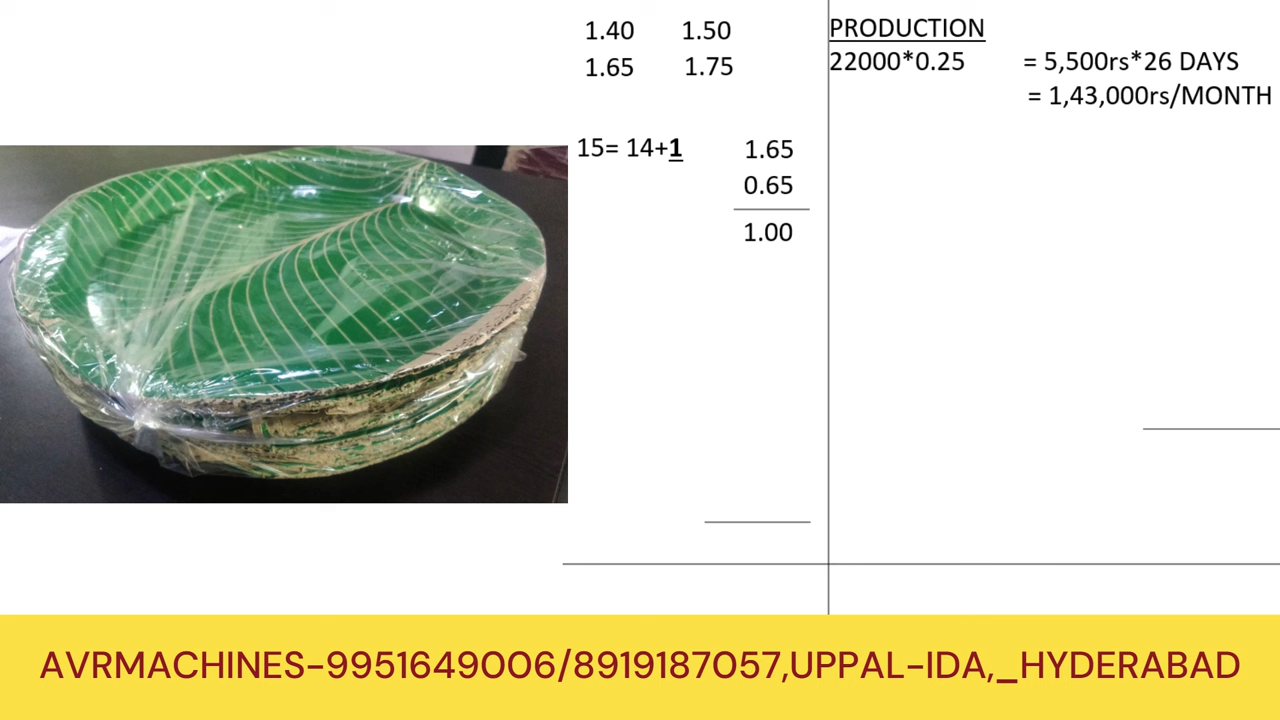 1.40 1.50
1.65 1.75
15= 14+1 1.65
0.65
1.00
PRODUCTION
22000*0.25 = 5,500rs*26 DAYS
= 1,43,000rs/MONTH
AVRMACHINES-9951649006/8919187057,UPPAL-IDA,_HYDERABAD